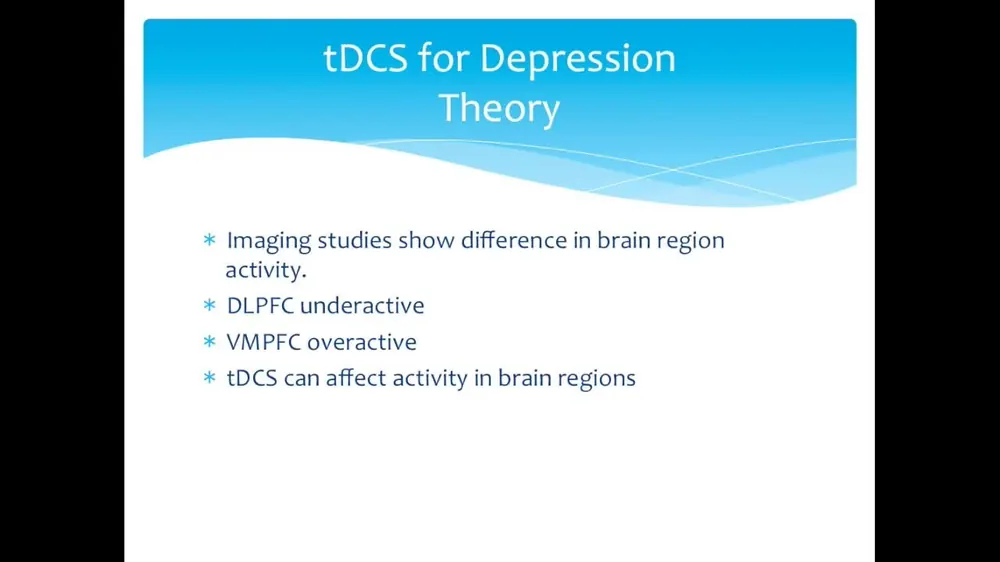 tDCS for Depression
Theory
* Imaging studies show difference in brain region
activity.
* DLPFC underactive
* VMPFC overactive
* tDCS can affect activity in brain regions